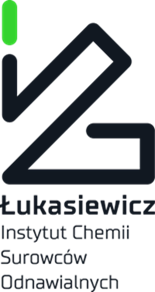 Łukasiewicz
Instytut Chemii
Surowców
Odnawialnych